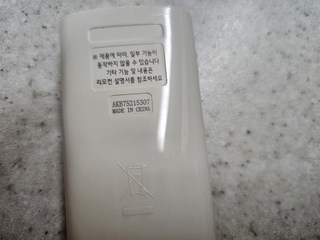 ※ 제품에 따라, 일부 기능이
동작하지 않을 수 있습니다
기타 기능 및 내용은
리모컨 설명서를 참조하세요
AKB75215307
MADE IN CHINA